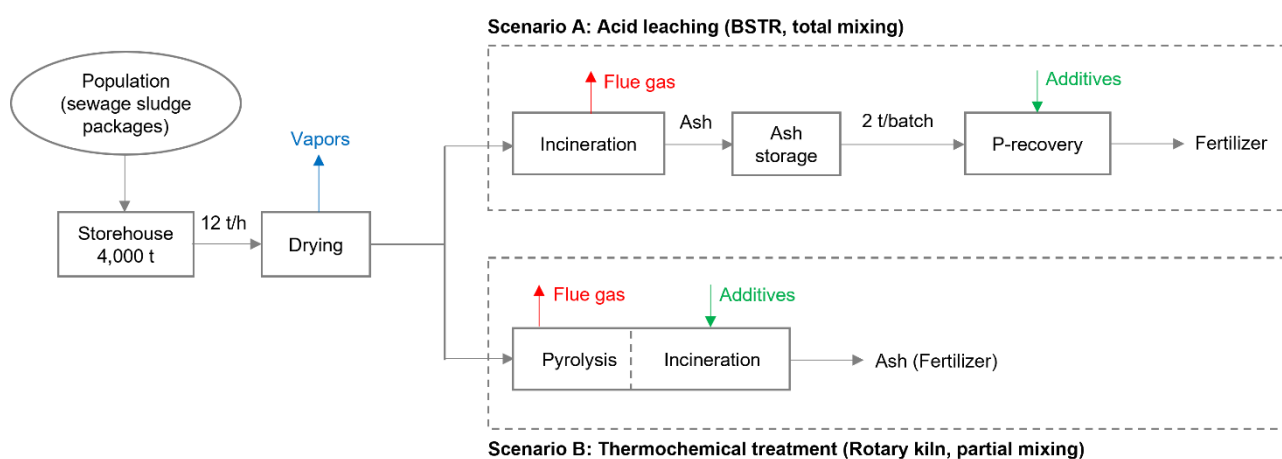 Scenario A: Acid leaching (BSTR, total mixing)
Population
(sewage sludge
packages)
Flue gas
Additives
Vapors
Incineration
Ash
Ash
storage
2 t/batch
P-recovery
Fertilizer
Storehouse
4,000 t
12 t/h
Drying
Flue gas
Additives
Pyrolysis
Incineration
Ash (Fertilizer)
Scenario B: Thermochemical treatment (Rotary kiln, partial mixing)